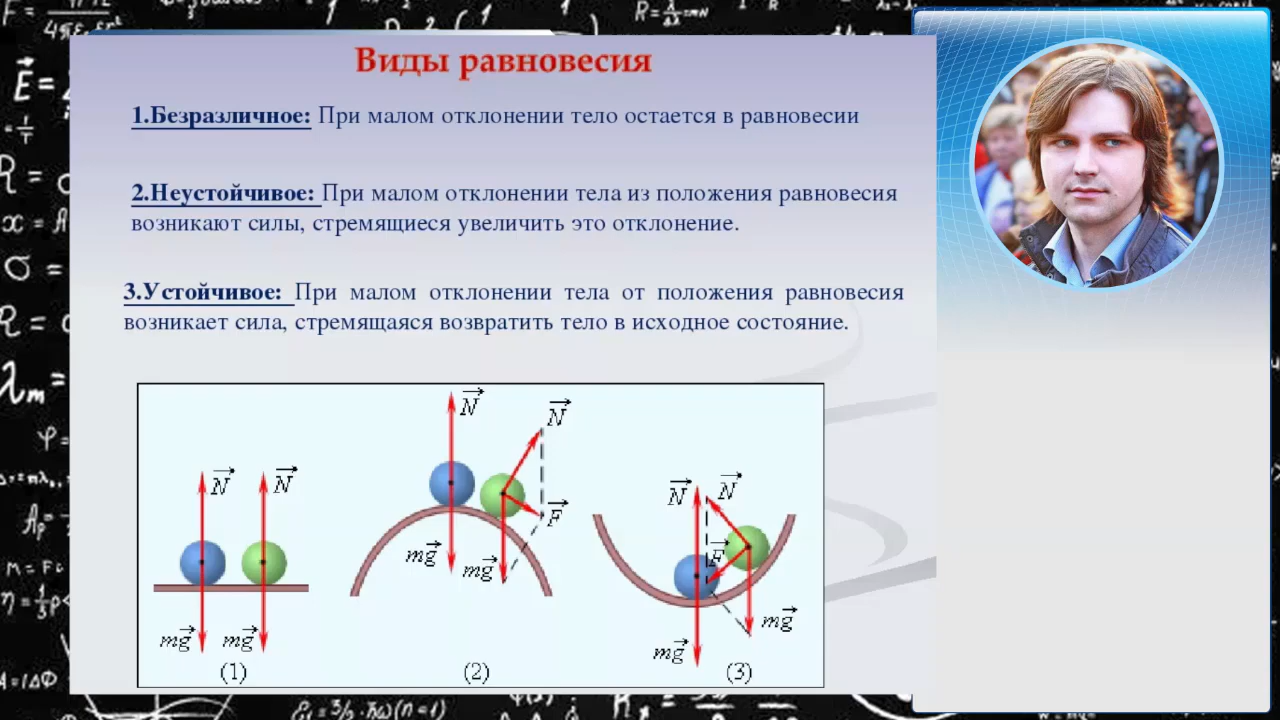 Виды равновесия
1.Безразличное: При малом отклонении тело остается в равновесии
2.Неустойчивое: При малом отклонении тела из положения равновесия
возникают силы, стремящиеся увеличить это отклонение.
3.Устойчивое: При малом отклонении тела от положения равновесия
возникает сила, стремящаяся возвратить тело в исходное состояние.
N N
mg mg
(1)
N N
F
mg mg
(2)
N N
F
mg
mg
(3)